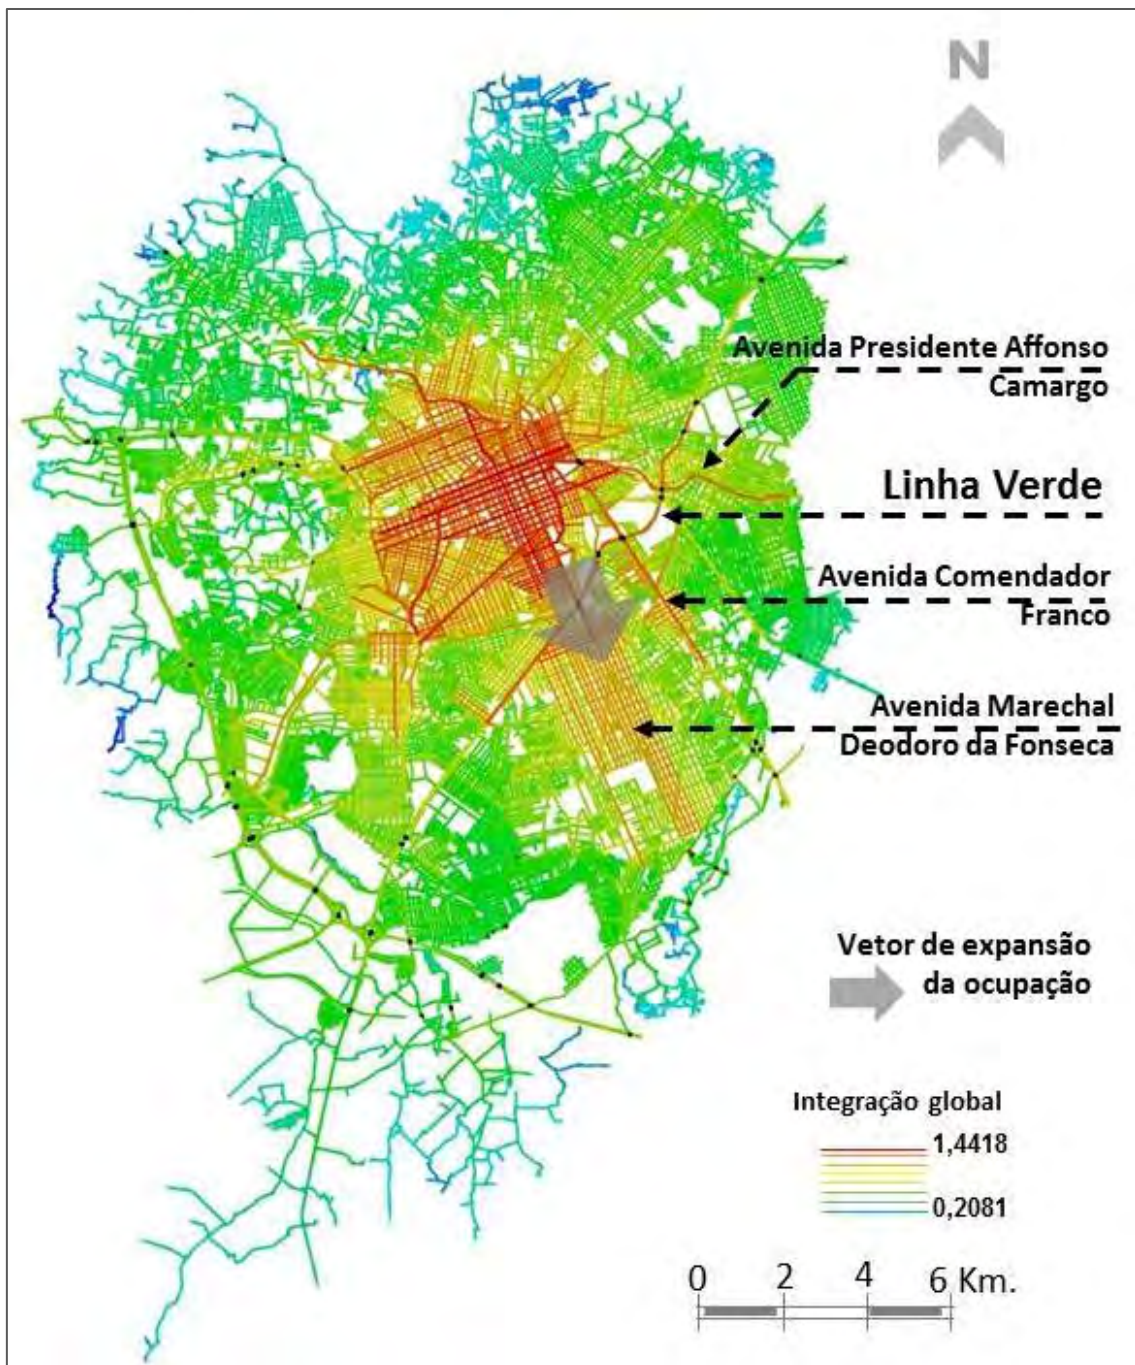 N
Avenida Presidente Affonso
Camargo
Linha Verde
Avenida Comendador
Franco
Avenida Marechal
Deodoro da Fonseca
Vetor de expansão
da ocupação
Integração global
1,4418
0,2081
0 2 4 6 Km.